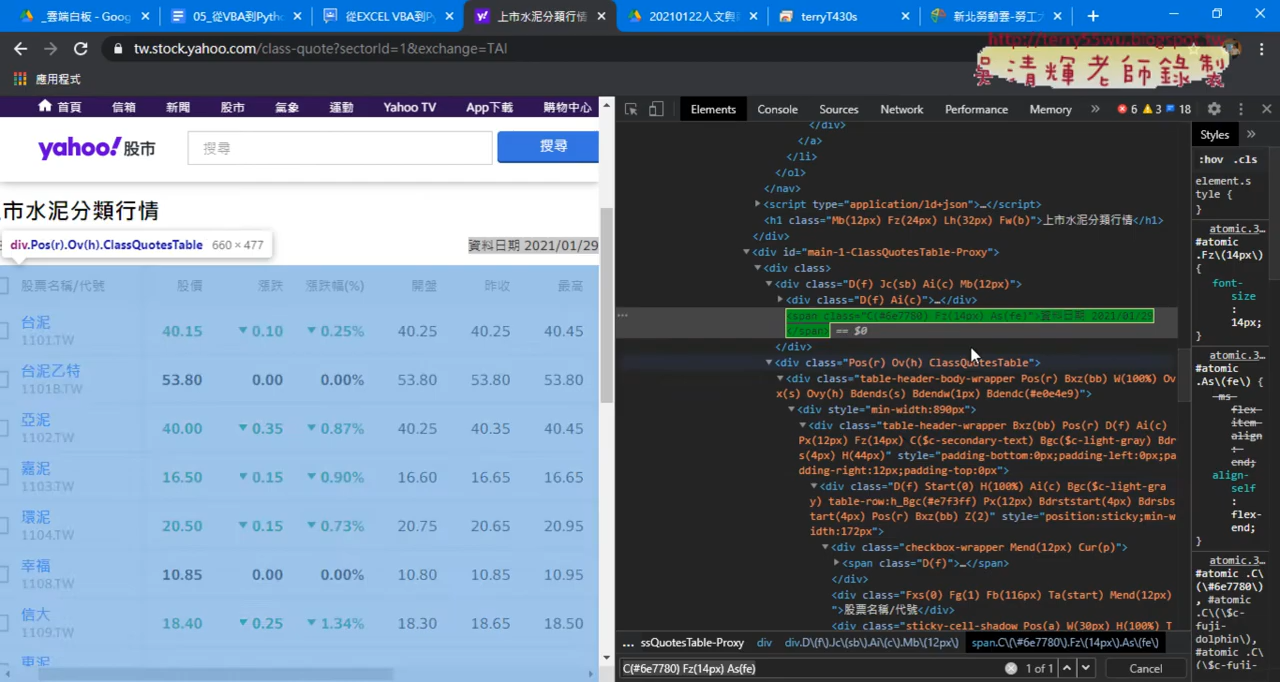 _雲端白板 - Goog
05_從VBA到Pyth
從EXCEL VBA到Py
上市水泥分類行情
20210122人文與
terryT430s
新北勞動雲-勞工大
tw.stock.yahoo.com/class-quote?sectorId=1&exchange=TAI
http://terry55wu.blogspot.tw
吳清輝老師錄製
應用程式
首頁 信箱 新聞 股市 氣象 運動 Yahoo TV App下載 購物中心
yahoo!股市 搜尋 搜尋
市水泥分類行情
div.Pos(r).Ov(h).ClassQuotesTable 660 × 477
資料日期 2021/01/29
股票名稱/代號 股價 漲跌 漲跌幅(%) 開盤 昨收 最高
台泥
1101.TW
40.15 ▼ 0.10 ▼ 0.25% 40.25 40.25 40.45
台泥乙特
1101B.TW
53.80 0.00 0.00% 53.80 53.80 53.80
亞泥
1102.TW
40.00 ▼ 0.35 ▼ 0.87% 40.25 40.35 40.45
嘉泥
1103.TW
16.50 ▼ 0.15 ▼ 0.90% 16.60 16.65 16.65
環泥
1104.TW
20.50 ▼ 0.15 ▼ 0.73% 20.75 20.65 20.95
幸福
1108.TW
10.85 0.00 0.00% 10.80 10.85 10.95
信大
1109.TW
18.40 ▼ 0.25 ▼ 1.34% 18.30 18.65 18.50
東泥
Elements Console Sources Network Performance Memory » 6 3 18
</div>
</a>
</li>
</ol>
</nav>
<script type="application/ld+json">…</script>
<h1 class="Mb(12px) Fz(24px) Lh(32px) Fw(b)">上市水泥分類行情</h1>
</div>
<div id="main-1-ClassQuotesTable-Proxy">
<div class>
<div class="D(f) Jc(sb) Ai(c) Mb(12px)">
<div class="D(f) Ai(c)">…</div>
<span class="C(#6e7780) Fz(14px) As(fe)">資料日期 2021/01/29
</span> == $0
</div>
<div class="Pos(r) Ov(h) ClassQuotesTable">
<div class="table-header-body-wrapper Pos(r) Bxz(bb) W(100%) Ov
x(s) Ovy(h) Bdends(s) Bdendw(1px) Bdendc(#e0e4e9)">
<div style="min-width:890px">
<div class="table-header-wrapper Bxz(bb) Pos(r) D(f) Ai(c)
Px(12px) Fz(14px) C($c-secondary-text) Bgc($c-light-gray) Bdr
s(4px) H(44px)" style="padding-bottom:0px;padding-left:0px;pa
dding-right:12px;padding-top:0px">
<div class="D(f) Start(0) H(100%) Ai(c) Bgc($c-light-gra
y) table-row:h_Bgc(#e7f3ff) Px(12px) Bdrststart(4px) Bdrsbs
tart(4px) Pos(r) Bxz(bb) Z(2)" style="position:sticky;min-w
idth:172px">
<div class="checkbox-wrapper Mend(12px) Cur(p)">
<span class="D(f)">…</span>
</div>
<div class="Fxs(0) Fg(1) Fb(116px) Ta(start) Mend(12px)
">股票名稱/代號</div>
<div class="sticky-cell-shadow Pos(a) W(30px) H(100%) T
… ssQuotesTable-Proxy div div.D\(f\).Jc\(sb\).Ai\(c\).Mb\(12px\) span.C\(\#6e7780\).Fz\(14px\).As\(fe\)
C(#6e7780) Fz(14px) As(fe) 1 of 1 Cancel
Styles »
:hov .cls
element.s
tyle {
}
atomic.3…
#atomic
.Fz\(14px\)
{
font-
size
:
14px;
}
atomic.3…
#atomic
.As\(fe\) {
-ms-
flex-
item-
align
:
end;
align-
self
:
flex-
end;
}
atomic.3…
#atomic .C\(
\#6e7780\)
, #atomic
.C\(\$c-
fuji-
dolphin\),
#atomic .C\(
\$c-fuji-